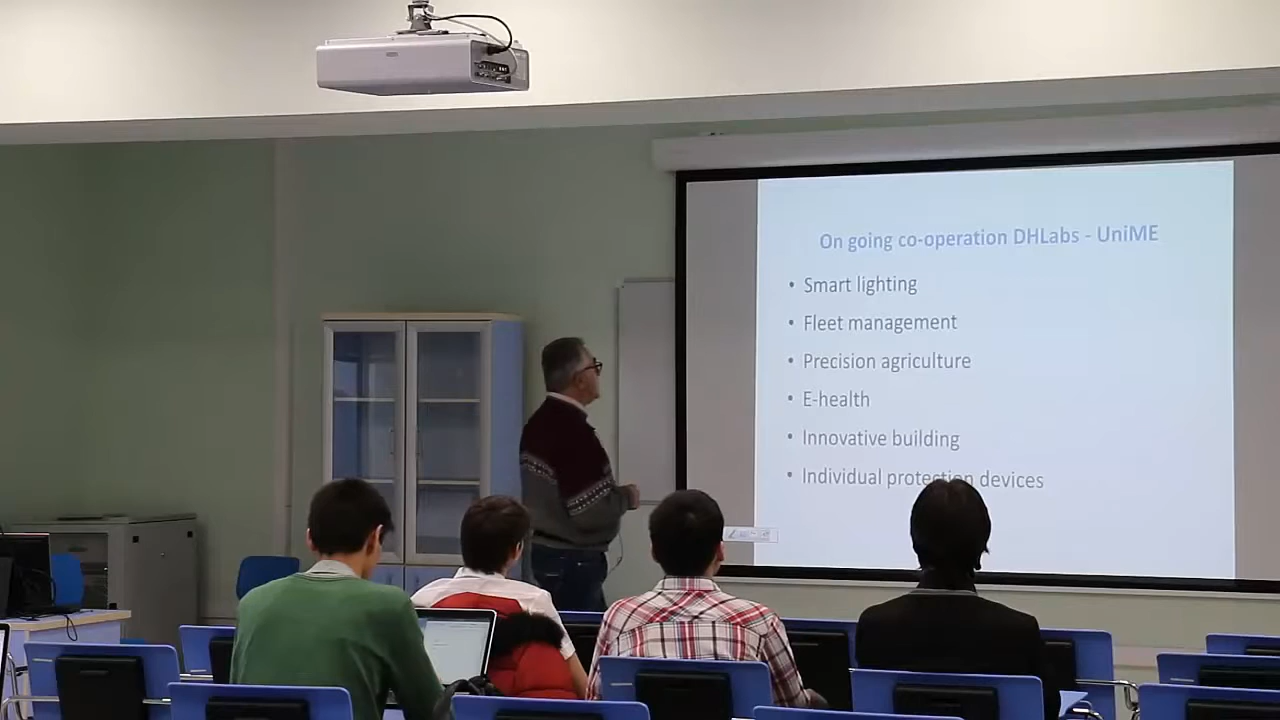 On going co-operation DHLabs - UniME
• Smart lighting
• Fleet management
• Precision agriculture
• E-health
• Innovative building
• Individual protection devices